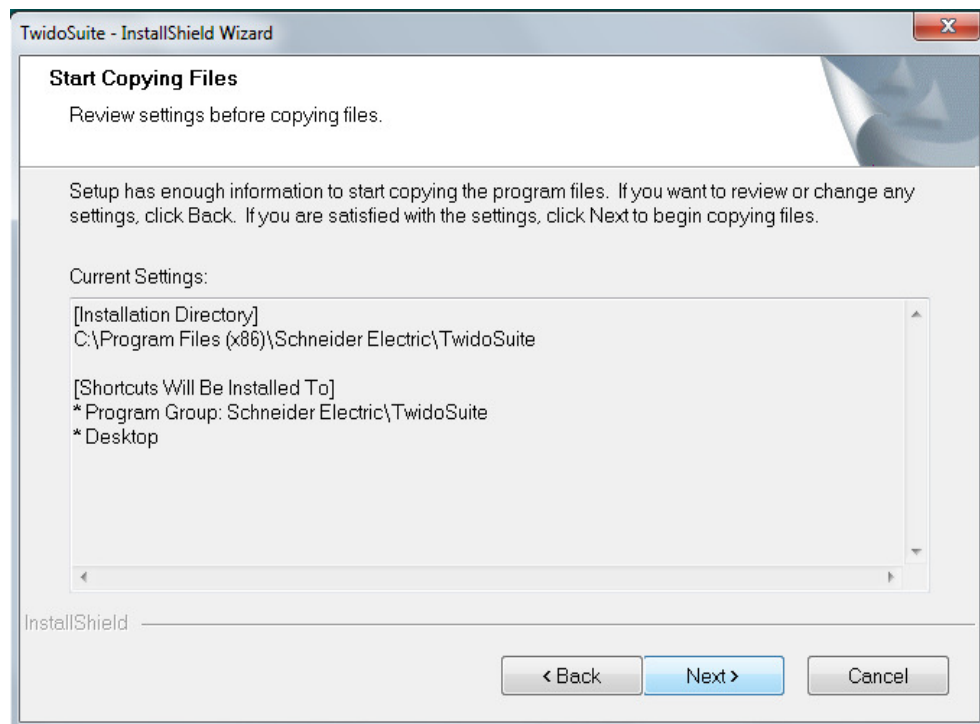 TwidoSuite - InstallShield Wizard
Start Copying Files
Review settings before copying files.
Setup has enough information to start copying the program files. If you want to review or change any
settings, click Back. If you are satisfied with the settings, click Next to begin copying files.
Current Settings:
[Installation Directory]
C:\Program Files (x86)\Schneider Electric\TwidoSuite
[Shortcuts Will Be Installed To]
* Program Group: Schneider Electric\TwidoSuite
* Desktop
InstallShield
< Back Next > Cancel